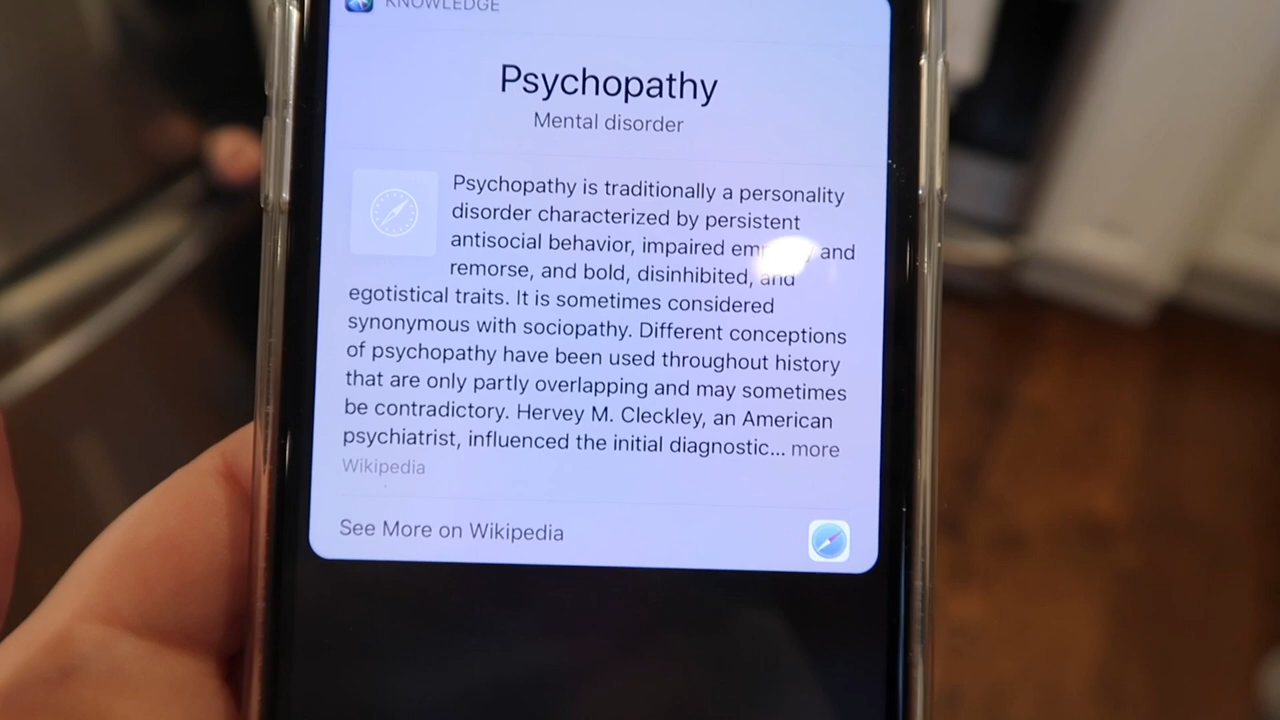 KNOWLEDGE
Psychopathy
Mental disorder
Psychopathy is traditionally a personality
disorder characterized by persistent
antisocial behavior, impaired and
remorse, and bold, disinhibited, and
egotistical traits. It is sometimes considered
synonymous with sociopathy. Different conceptions
of psychopathy have been used throughout history
that are only partly overlapping and may sometimes
be contradictory. Hervey M. Cleckley, an American
psychiatrist, influenced the initial diagnostic... more
Wikipedia
See More on Wikipedia